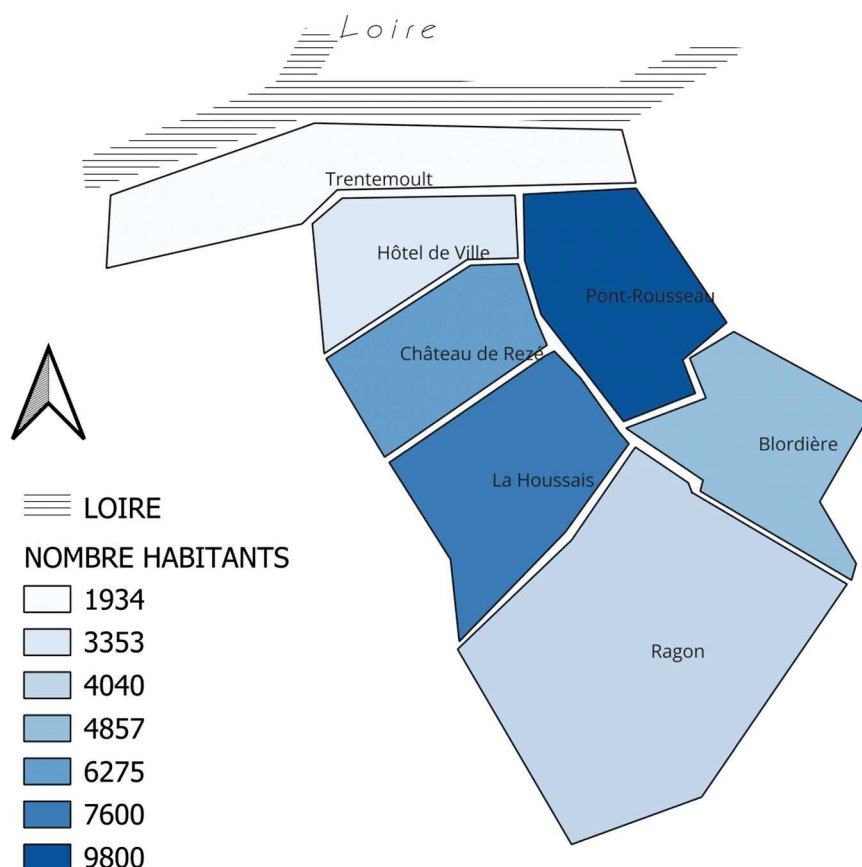 Loire
Trentemoult
Hôtel de Ville
Pont-Rousseau
Château de Rezé
Blordière
La Houssais
Ragon
LOIRE
NOMBRE HABITANTS
1934
3353
4040
4857
6275
7600
9800